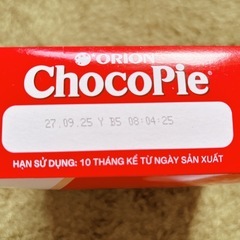 ORION
ChocoPie®
27.09.25 Y B5 08:04:25
HẠN SỬ DỤNG: 10 THÁNG KỂ TỪ NGÀY SẢN XUẤT